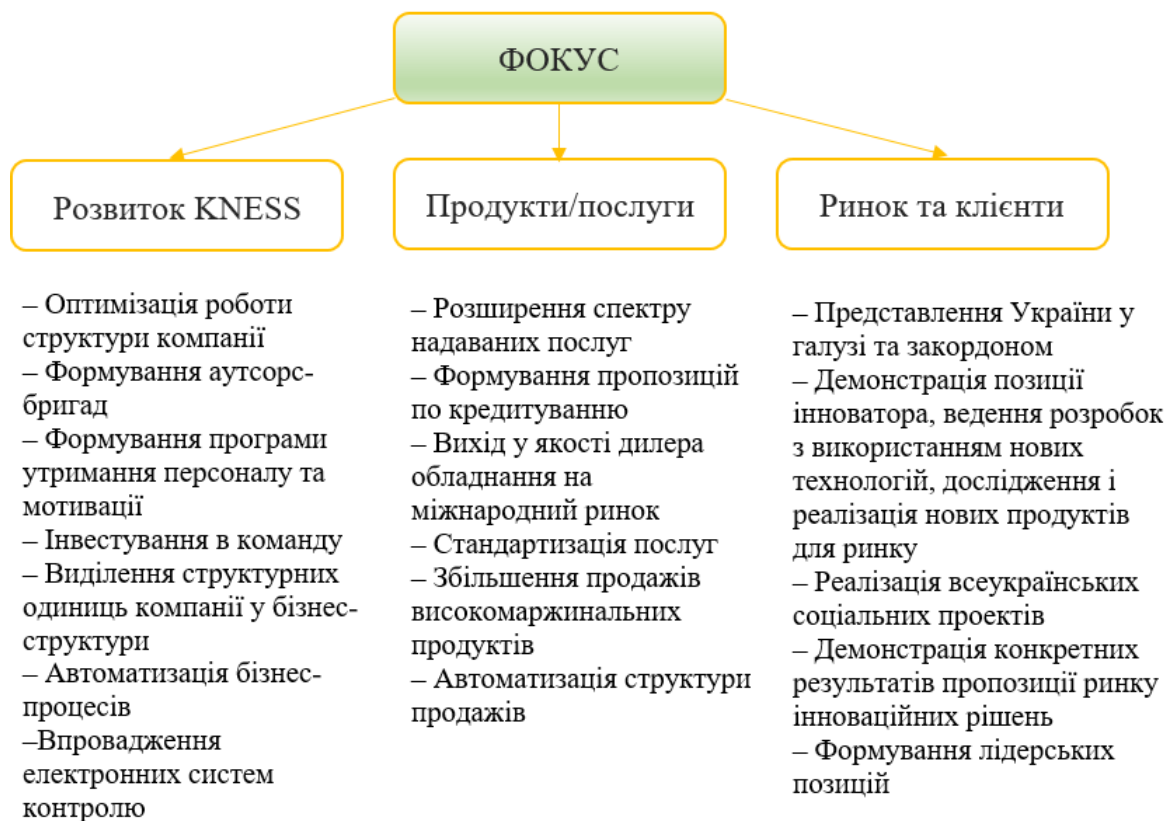 ФОКУС
Розвиток KNESS
Продукти/послуги
Ринок та клієнти
– Оптимізація роботи
структури компанії
– Формування аутсорс-
бригад
– Формування програми
утримання персоналу та
мотивації
– Інвестування в команду
– Виділення структурних
одиниць компанії у бізнес-
структури
– Автоматизація бізнес-
процесів
–Впровадження
електронних систем
контролю
– Розширення спектру
надаваних послуг
– Формування пропозицій
по кредитуванню
– Вихід у якості дилера
обладнання на
міжнародний ринок
– Стандартизація послуг
– Збільшення продажів
високомаржинальних
продуктів
– Автоматизація структури
продажів
– Представлення України у
галузі та закордоном
– Демонстрація позиції
інноватора, ведення розробок
з використанням нових
технологій, дослідження і
реалізація нових продуктів
для ринку
– Реалізація всеукраїнських
соціальних проектів
– Демонстрація конкретних
результатів пропозиції ринку
інноваційних рішень
– Формування лідерських
позицій